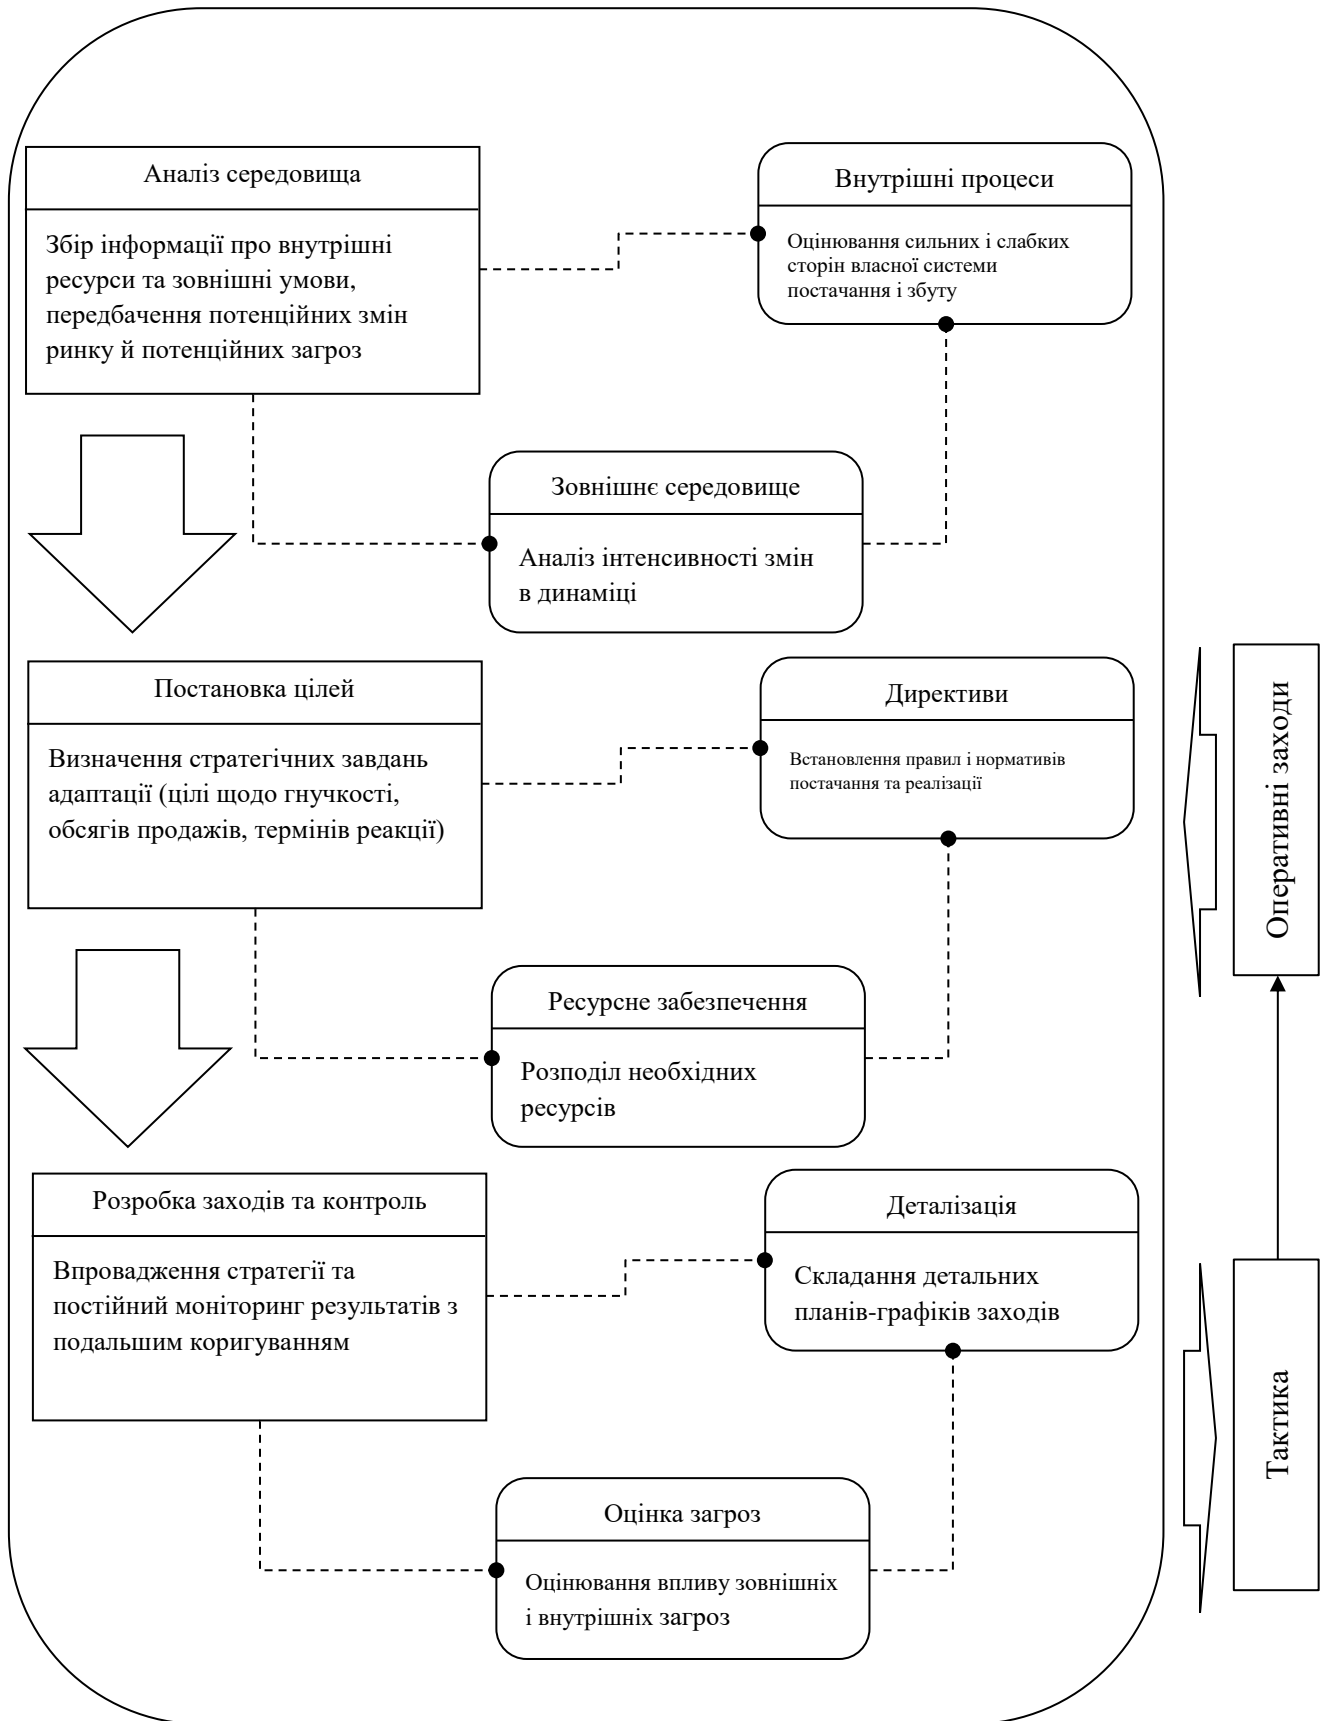 Аналіз середовища
Збір інформації про внутрішні
ресурси та зовнішні умови,
передбачення потенційних змін
ринку й потенційних загроз
Внутрішні процеси
Оцінювання сильних і слабких
сторін власної системи
постачання і збуту
Зовнішнє середовище
Аналіз інтенсивності змін
в динаміці
Постановка цілей
Визначення стратегічних завдань
адаптації (цілі щодо гнучкості,
обсягів продажів, термінів реакції)
Директиви
Встановлення правил і нормативів
постачання та реалізації
Ресурсне забезпечення
Розподіл необхідних
ресурсів
Розробка заходів та контроль
Впровадження стратегії та
постійний моніторинг результатів з
подальшим коригуванням
Деталізація
Складання детальних
планів-графіків заходів
Оцінка загроз
Оцінювання впливу зовнішніх
і внутрішніх загроз
Оперативні заходи
Тактика